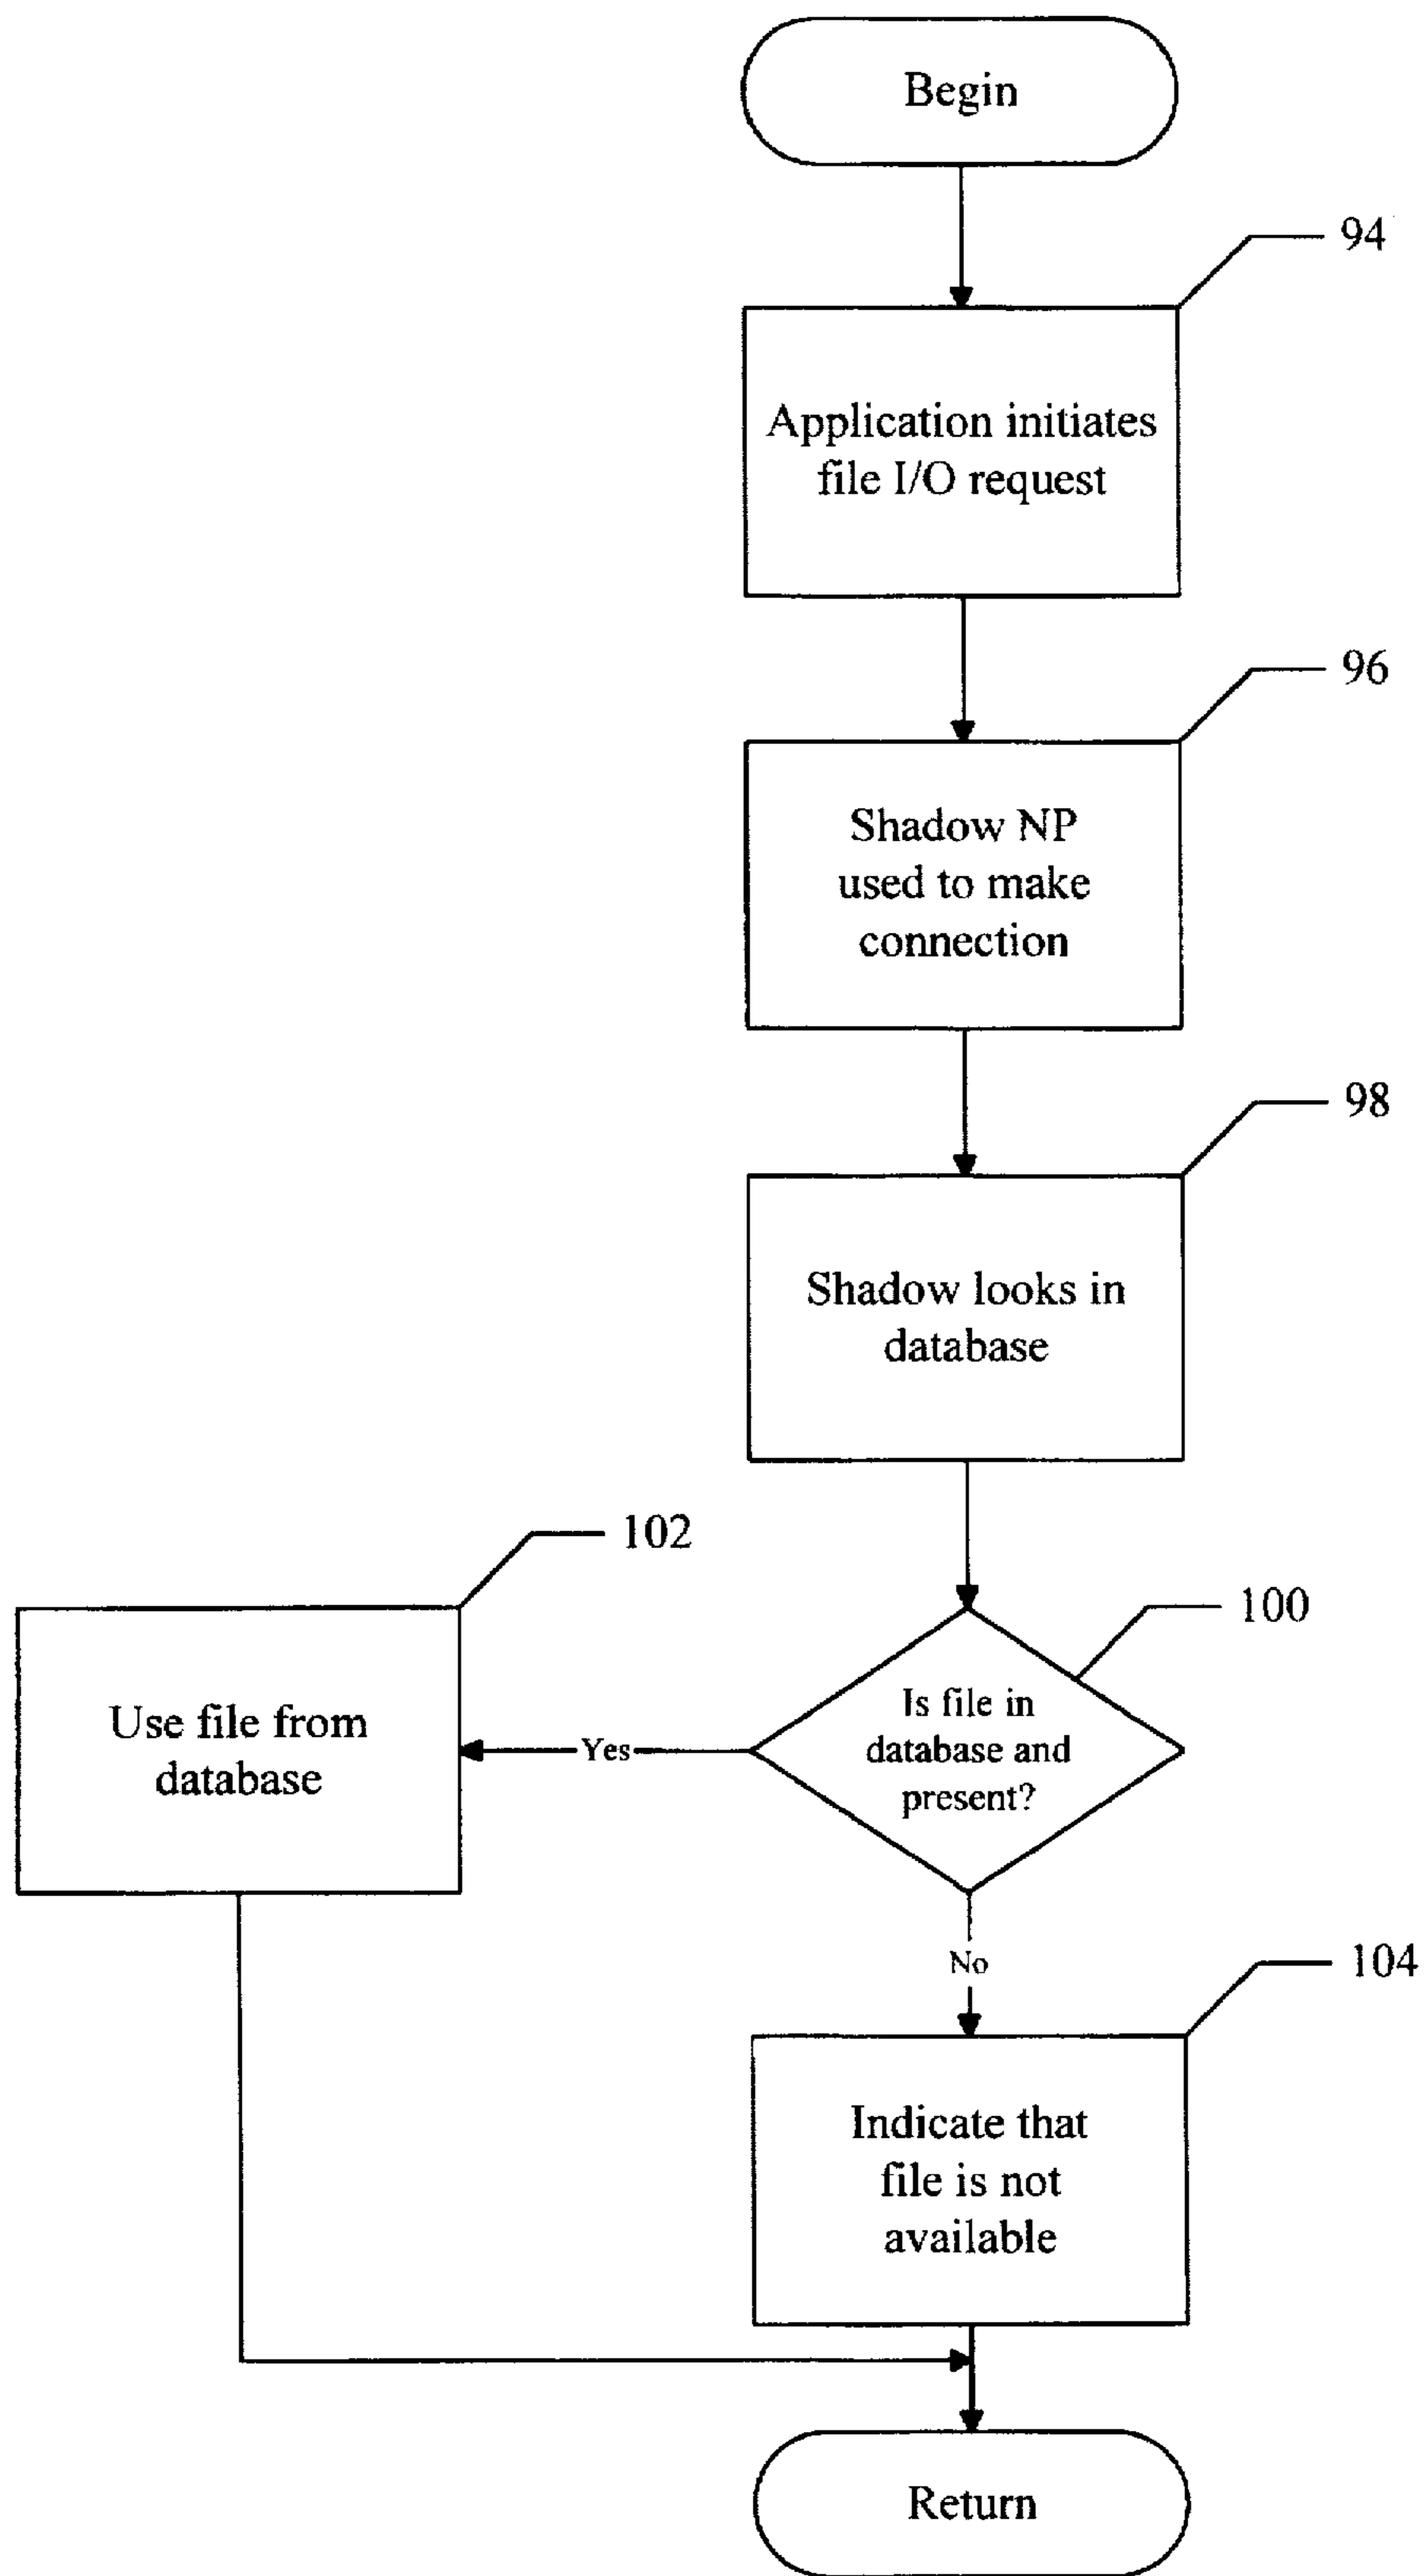 Begin
94
Application initiates
file I/O request
96
Shadow NP
used to make
connection
98
Shadow looks in
database
102
100
Use file from
database
Yes
Is file in
database and
present?
No
104
Indicate that
file is not
available
Return